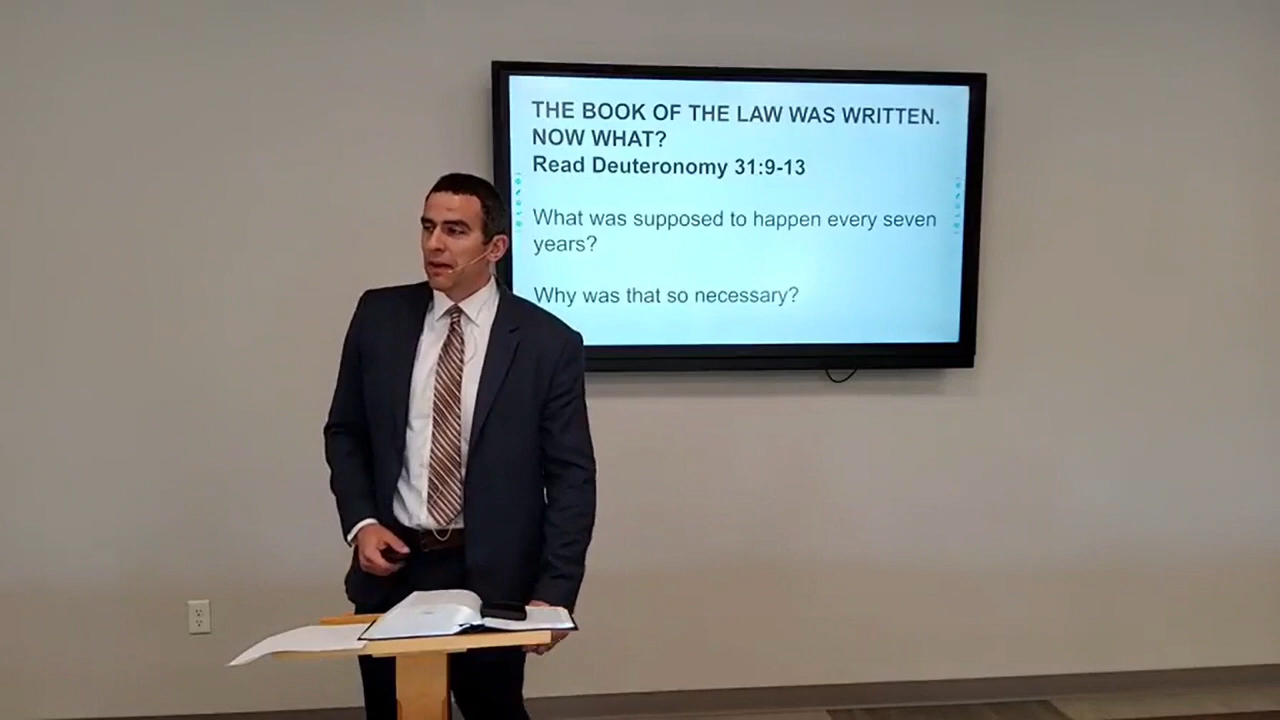 THE BOOK OF THE LAW WAS WRITTEN.
NOW WHAT?
Read Deuteronomy 31:9-13
What was supposed to happen every seven
years?
Why was that so necessary?